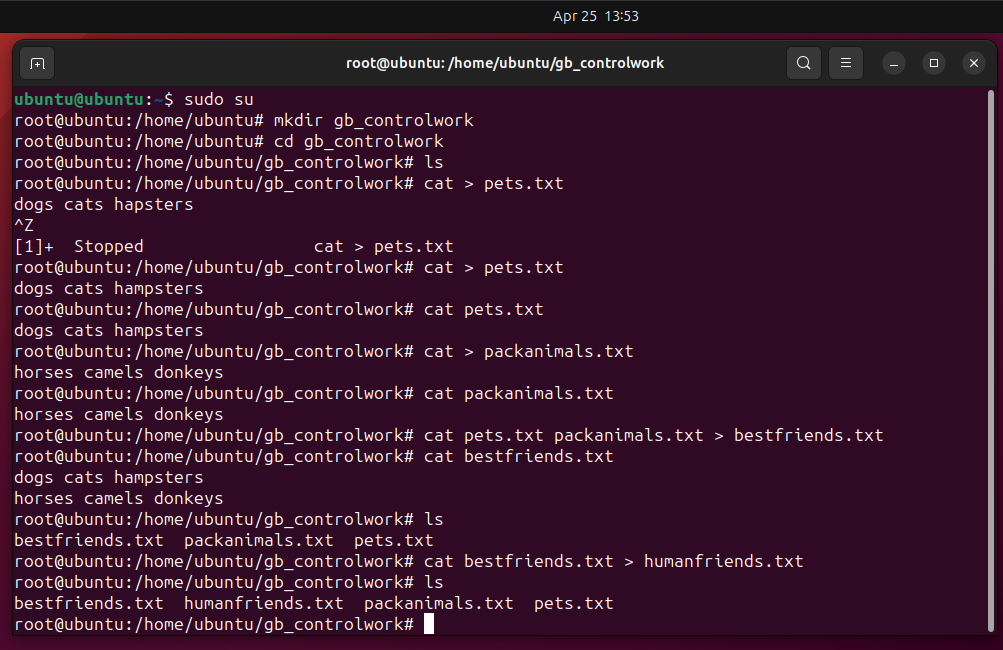 Apr 25 13:53
root@ubuntu: /home/ubuntu/gb_controlwork
ubuntu@ubuntu:~$ sudo su
root@ubuntu:/home/ubuntu# mkdir gb_controlwork
root@ubuntu:/home/ubuntu# cd gb_controlwork
root@ubuntu:/home/ubuntu/gb_controlwork# ls
root@ubuntu:/home/ubuntu/gb_controlwork# cat > pets.txt
dogs cats hapsters
^Z
[1]+  Stopped                 cat > pets.txt
root@ubuntu:/home/ubuntu/gb_controlwork# cat > pets.txt
dogs cats hampsters
root@ubuntu:/home/ubuntu/gb_controlwork# cat pets.txt
dogs cats hampsters
root@ubuntu:/home/ubuntu/gb_controlwork# cat > packanimals.txt
horses camels donkeys
root@ubuntu:/home/ubuntu/gb_controlwork# cat packanimals.txt
horses camels donkeys
root@ubuntu:/home/ubuntu/gb_controlwork# cat pets.txt packanimals.txt > bestfriends.txt
root@ubuntu:/home/ubuntu/gb_controlwork# cat bestfriends.txt
dogs cats hampsters
horses camels donkeys
root@ubuntu:/home/ubuntu/gb_controlwork# ls
bestfriends.txt  packanimals.txt  pets.txt
root@ubuntu:/home/ubuntu/gb_controlwork# cat bestfriends.txt > humanfriends.txt
root@ubuntu:/home/ubuntu/gb_controlwork# ls
bestfriends.txt  humanfriends.txt  packanimals.txt  pets.txt
root@ubuntu:/home/ubuntu/gb_controlwork#